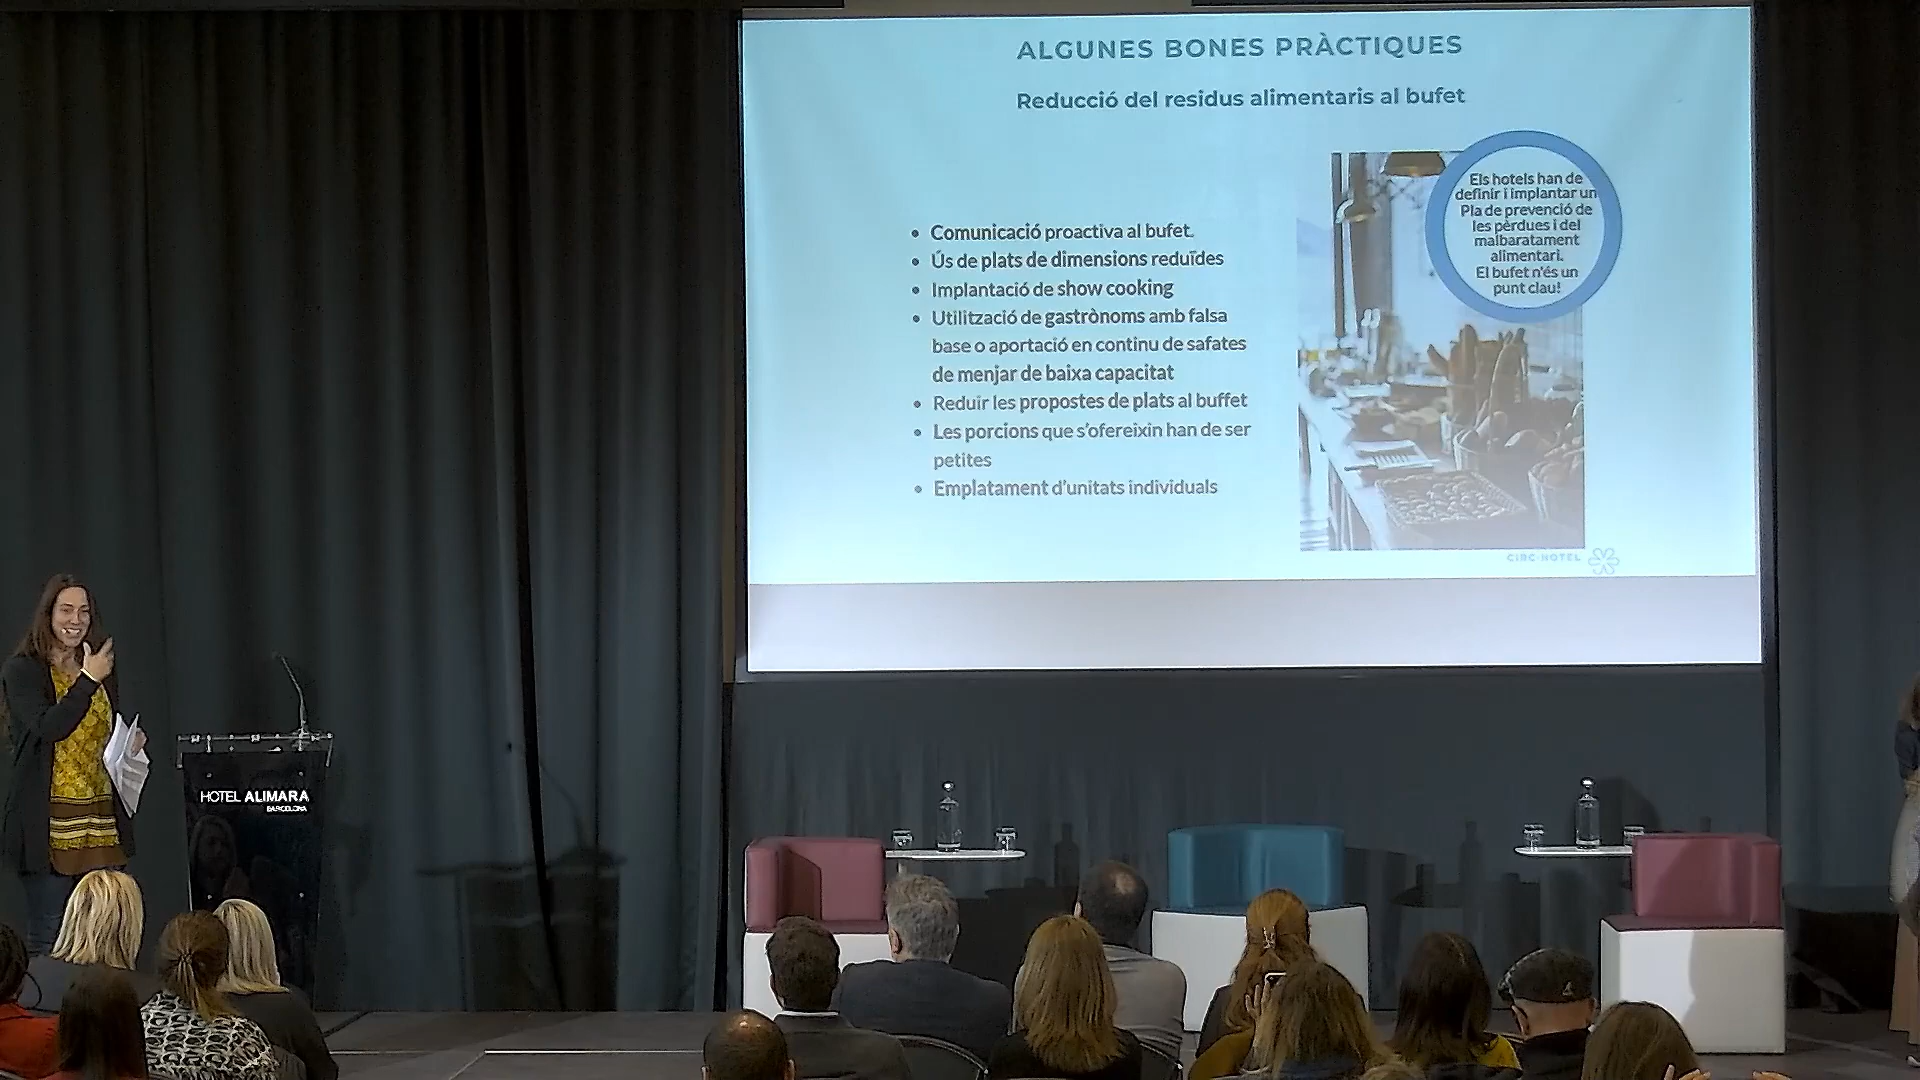 ALGUNES BONES PRÀCTIQUES
Reducció del residus alimentaris al bufet
• Comunicació proactiva al bufet.
• Ús de plats de dimensions reduïdes
• Implantació de show cooking
• Utilització de gastrònoms amb falsa
base o aportació en continu de safates
de menjar de baixa capacitat
• Reduir les propostes de plats al buffet
• Les porcions que s'ofereixin han de ser
petites
• Emplatament d'unitats individuals
Els hotels han de
definir i implantar un
Pla de prevenció de
les pèrdues i del
malbaratament
alimentari.
El bufet n'és un
punt clau!
CIRC-HOTEL
HOTEL ALIMARA
BARCELONA